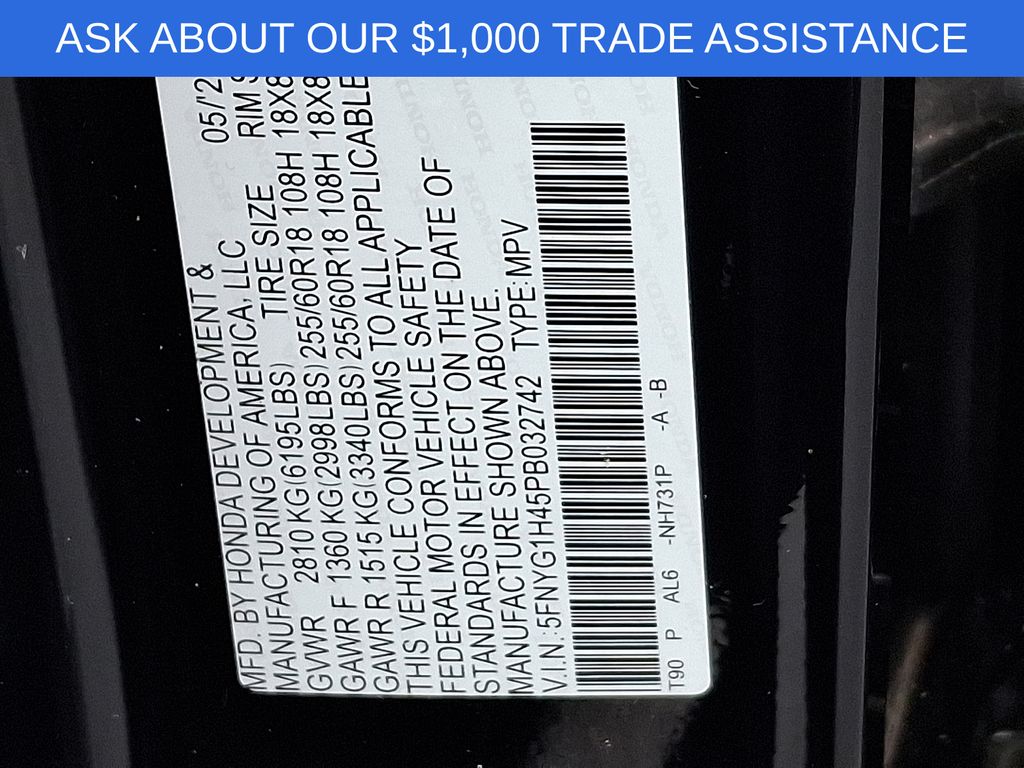 ASK ABOUT OUR $1,000 TRADE ASSISTANCE
MFD. BY HONDA DEVELOPMENT &
MANUFACTURING OF AMERICA, LLC 05/'2
GVWR 2810 KG(6195LBS) TIRE SIZE RIM S
GAWR F 1360 KG(2998LBS) 255/60R18 108H 18X8
GAWR R 1515 KG(3340LBS) 255/60R18 108H 18X8
THIS VEHICLE CONFORMS TO ALL APPLICABLE
FEDERAL MOTOR VEHICLE SAFETY
STANDARDS IN EFFECT ON THE DATE OF
MANUFACTURE SHOWN ABOVE.
V.I.N.:5FNYG1H45PB032742 TYPE:MPV
T90 P AL6 -NH731P -A -B